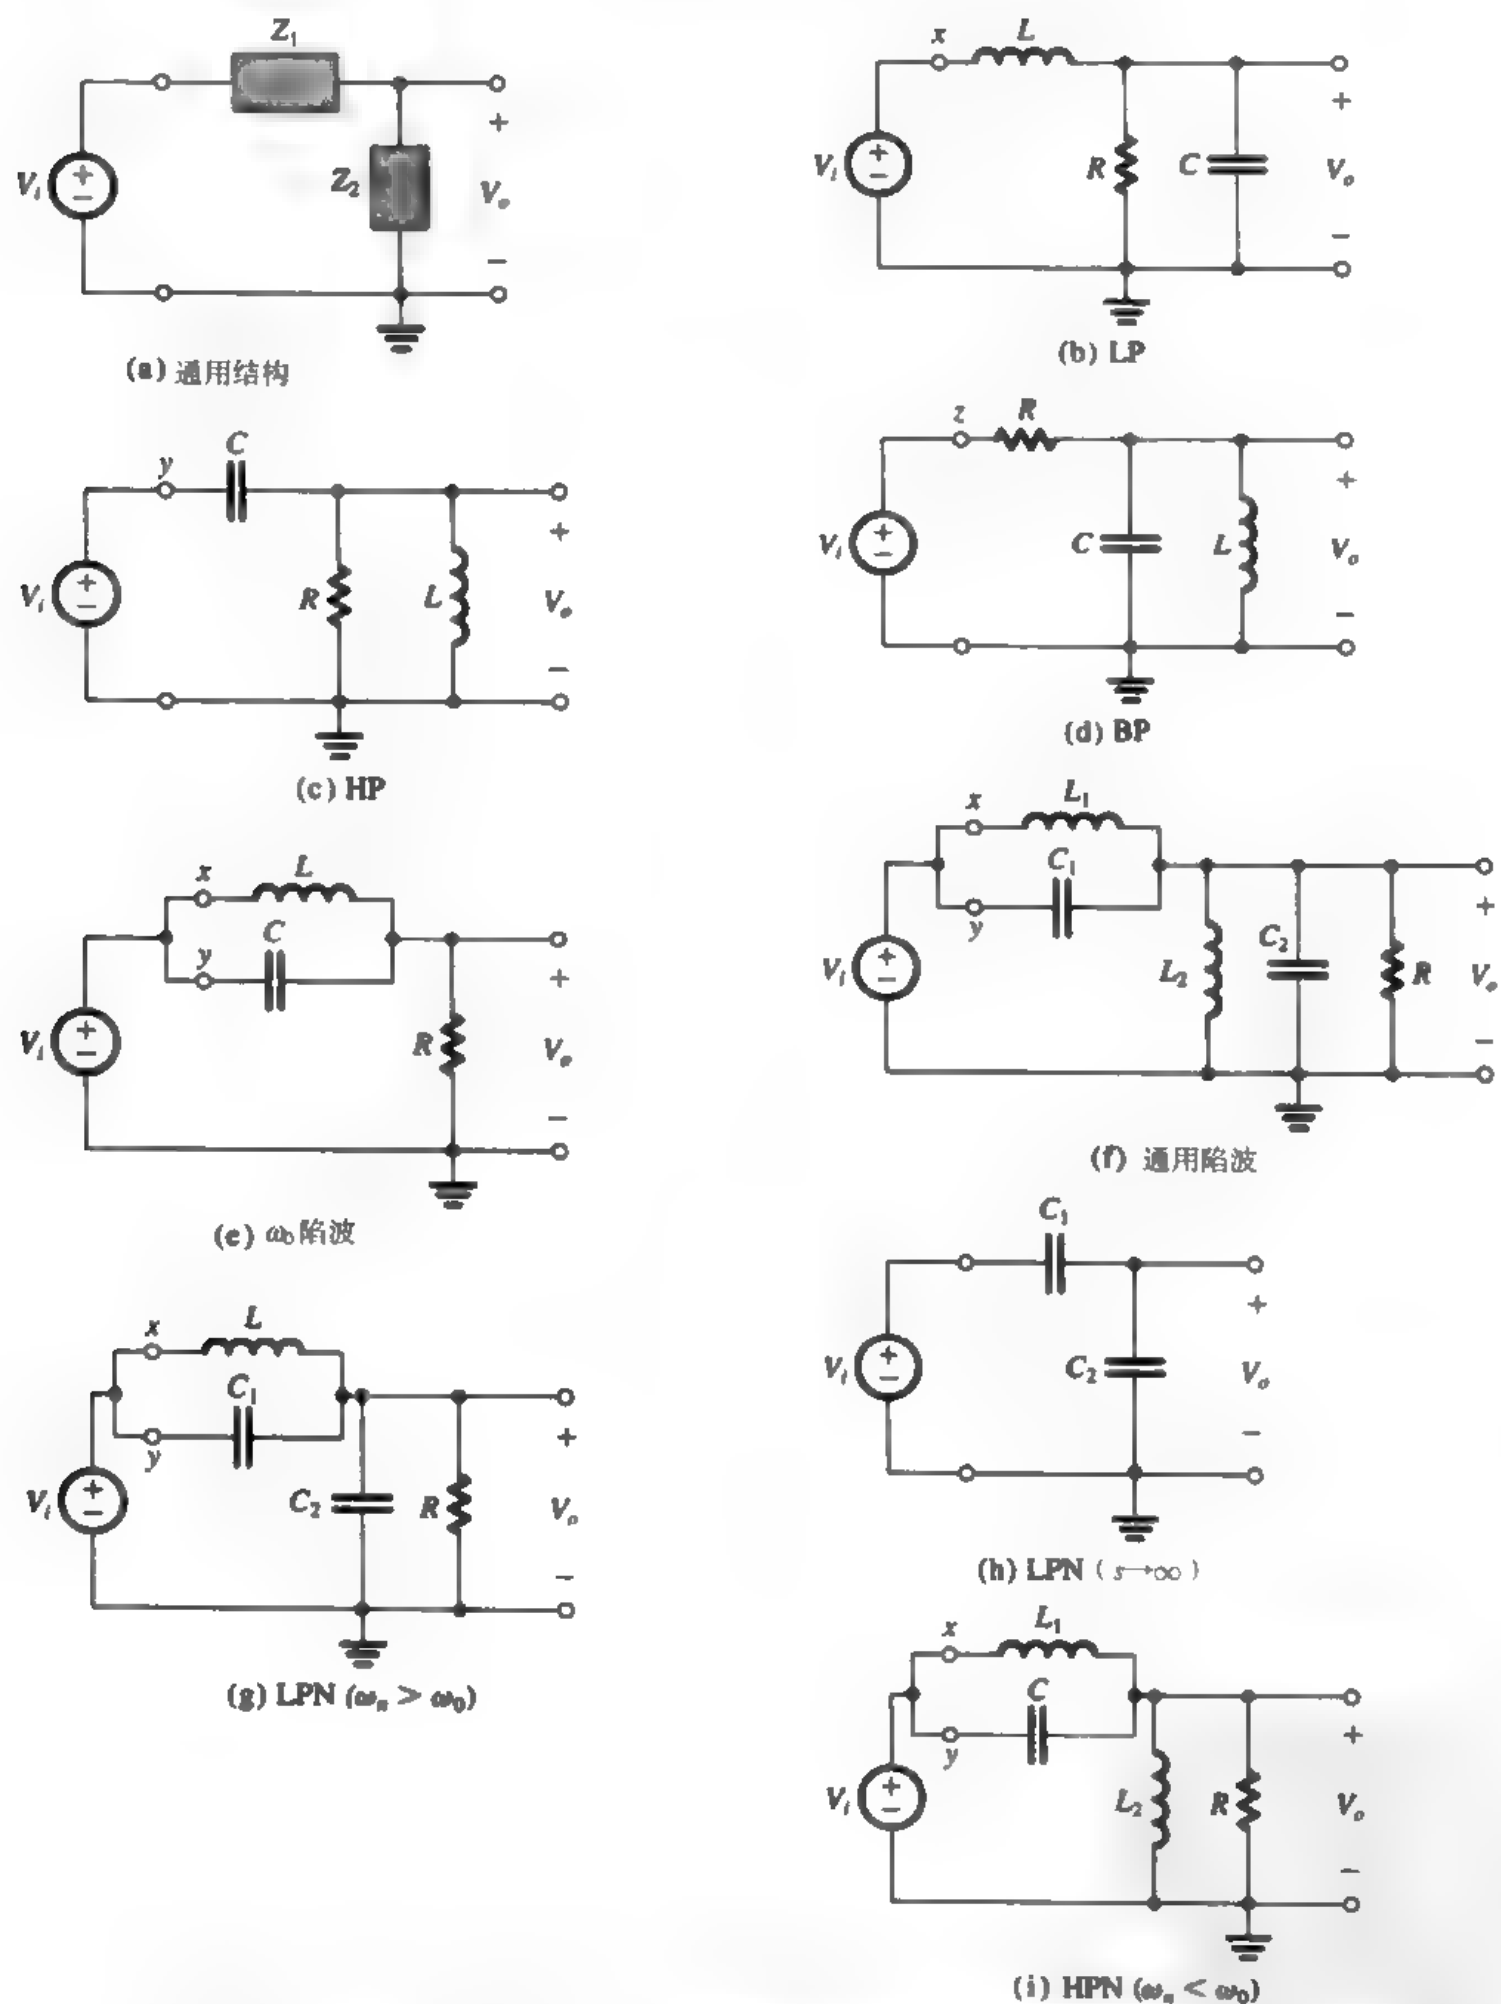 Z₁
Vᵢ
+
−
Z₂
+
Vₒ
−
(a) 通用结构
x
L
Vᵢ
+
−
R
C
+
Vₒ
−
(b) LP
y
C
Vᵢ
+
−
R
L
+
Vₒ
−
(c) HP
z
R
Vᵢ
+
−
C
L
+
Vₒ
−
(d) BP
x
L
y
C
Vᵢ
+
−
R
+
Vₒ
−
(e) ω₀陷波
x
L₁
C₁
y
Vᵢ
+
−
L₂
C₂
R
+
Vₒ
−
(f) 通用陷波
x
L
C₁
y
Vᵢ
+
−
C₂
R
+
Vₒ
−
(g) LPN (ωₙ > ω₀)
C₁
Vᵢ
+
−
C₂
+
Vₒ
−
(h) LPN (s→∞)
x
L₁
C
y
Vᵢ
+
−
L₂
R
+
Vₒ
−
(i) HPN (ωₙ < ω₀)